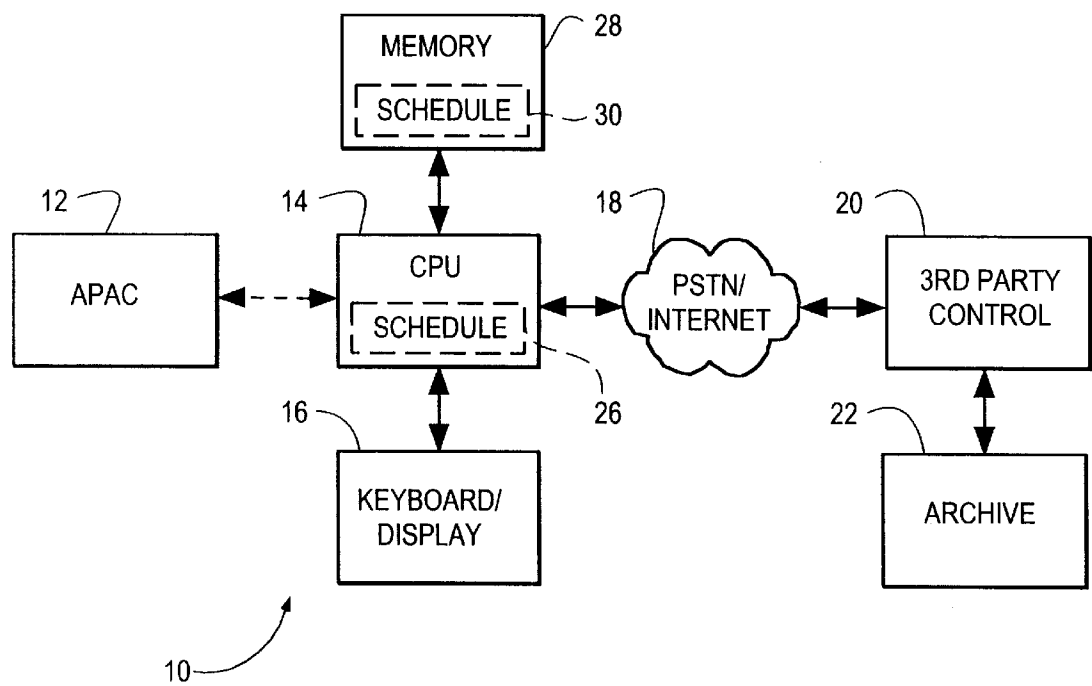 28
MEMORY
SCHEDULE
30
12
14
18
20
APAC
CPU
SCHEDULE
PSTN/
INTERNET
3RD PARTY
CONTROL
16
26
22
KEYBOARD/
DISPLAY
ARCHIVE
10